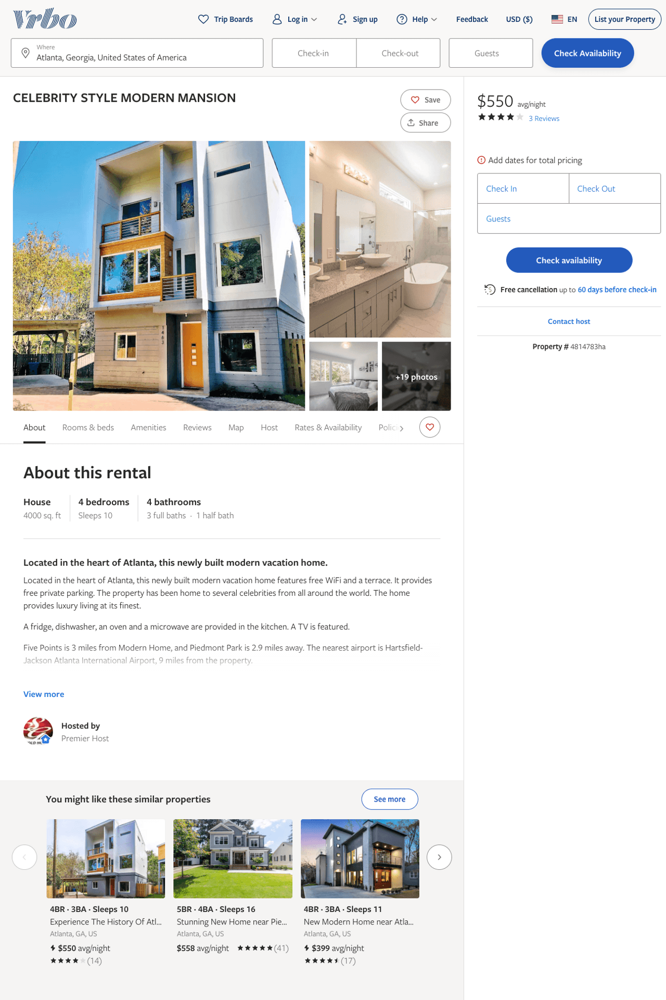 Vrbo
Trip Boards
Log in
Sign up
Help
Feedback
USD ($)
EN
List your Property
Where
Atlanta, Georgia, United States of America
Check-in
Check-out
Guests
Check Availability
CELEBRITY STYLE MODERN MANSION
Save
Share
$550 avg/night
3 Reviews
Add dates for total pricing
Check In
Check Out
Guests
Check availability
Free cancellation up to 60 days before check-in
Contact host
Property # 4814783ha
1463
+19 photos
About
Rooms & beds
Amenities
Reviews
Map
Host
Rates & Availability
Polici
About this rental
House
4000 sq. ft
4 bedrooms
Sleeps 10
4 bathrooms
3 full baths · 1 half bath
Located in the heart of Atlanta, this newly built modern vacation home.
Located in the heart of Atlanta, this newly built modern vacation home features free WiFi and a terrace. It provides
free private parking. The property has been home to several celebrities from all around the world. The home
provides luxury living at its finest.
A fridge, dishwasher, an oven and a microwave are provided in the kitchen. A TV is featured.
Five Points is 3 miles from Modern Home, and Piedmont Park is 2.9 miles away. The nearest airport is Hartsfield-
Jackson Atlanta International Airport, 9 miles from the property.
View more
Hosted by
Premier Host
You might like these similar properties
See more
4BR · 3BA · Sleeps 10
Experience The History Of Atl...
Atlanta, GA, US
$550 avg/night
(14)
5BR · 4BA · Sleeps 16
Stunning New Home near Pie...
Atlanta, GA, US
$558 avg/night
(41)
4BR · 3BA · Sleeps 11
New Modern Home near Atla...
Atlanta, GA, US
$399 avg/night
(17)